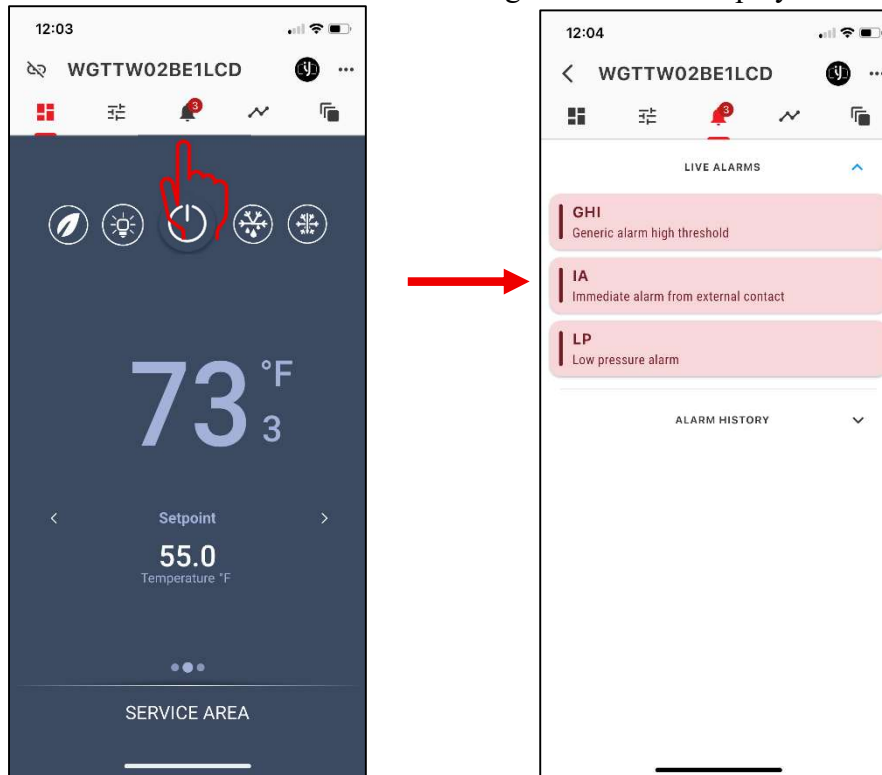 12:03
WGTTW02BE1LCD
3
73 °F
3
Setpoint
55.0
Temperature °F
SERVICE AREA
12:04
WGTTW02BE1LCD
3
LIVE ALARMS
GHI
Generic alarm high threshold
IA
Immediate alarm from external contact
LP
Low pressure alarm
ALARM HISTORY